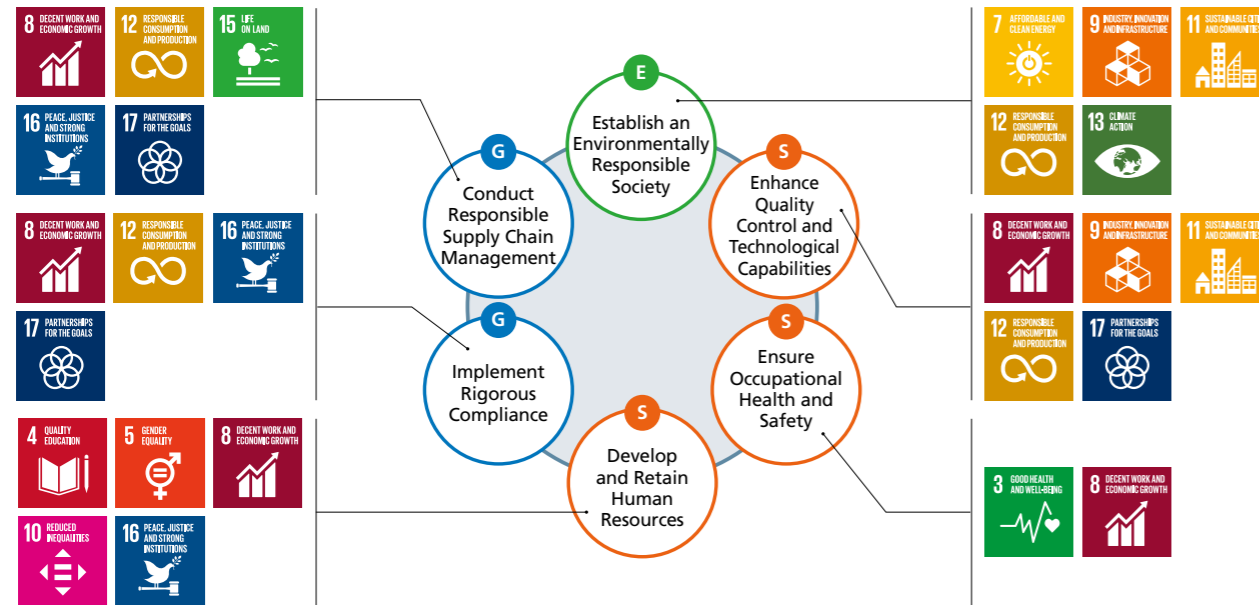 8 DECENT WORK AND
ECONOMIC GROWTH
12 RESPONSIBLE
CONSUMPTION
AND PRODUCTION
15 LIFE
ON LAND
16 PEACE, JUSTICE
AND STRONG
INSTITUTIONS
17 PARTNERSHIPS
FOR THE GOALS
8 DECENT WORK AND
ECONOMIC GROWTH
12 RESPONSIBLE
CONSUMPTION
AND PRODUCTION
16 PEACE, JUSTICE
AND STRONG
INSTITUTIONS
17 PARTNERSHIPS
FOR THE GOALS
4 QUALITY
EDUCATION
5 GENDER
EQUALITY
8 DECENT WORK AND
ECONOMIC GROWTH
10 REDUCED
INEQUALITIES
16 PEACE, JUSTICE
AND STRONG
INSTITUTIONS
E
Establish an
Environmentally
Responsible
Society
G
Conduct
Responsible
Supply Chain
Management
S
Enhance
Quality
Control and
Technological
Capabilities
G
Implement
Rigorous
Compliance
S
Ensure
Occupational
Health and
Safety
S
Develop
and Retain
Human
Resources
7 AFFORDABLE AND
CLEAN ENERGY
9 INDUSTRY, INNOVATION
AND INFRASTRUCTURE
11 SUSTAINABLE CITIES
AND COMMUNITIES
12 RESPONSIBLE
CONSUMPTION
AND PRODUCTION
13 CLIMATE
ACTION
8 DECENT WORK AND
ECONOMIC GROWTH
9 INDUSTRY, INNOVATION
AND INFRASTRUCTURE
11 SUSTAINABLE CITIES
AND COMMUNITIES
12 RESPONSIBLE
CONSUMPTION
AND PRODUCTION
17 PARTNERSHIPS
FOR THE GOALS
3 GOOD HEALTH
AND WELL-BEING
8 DECENT WORK AND
ECONOMIC GROWTH